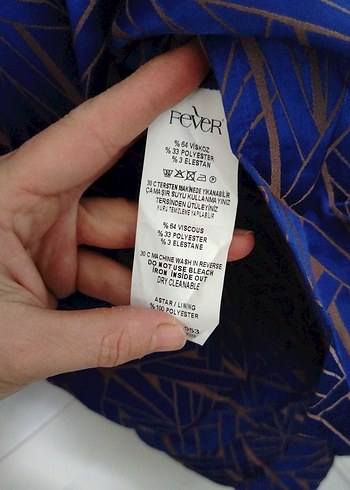 FEVER
% 64 VİSKOZ
% 33 POLYESTER
% 3 ELESTAN
30 C TERSTEN MAKİNEDE YIKANABİLİR
ÇAMAŞIR SUYU KULLANMAYINIZ
TERSİNDEN ÜTÜLEYİNİZ
KURU TEMİZLEME YAPILABİLİR
% 64 VISCOUS
% 33 POLYESTER
% 3 ELESTANE
30 C MACHINE WASH IN REVERSE
DO NOT USE BLEACH
IRON INSIDE OUT
DRY CLEANABLE
ASTAR / LINING
% 100 POLYESTER